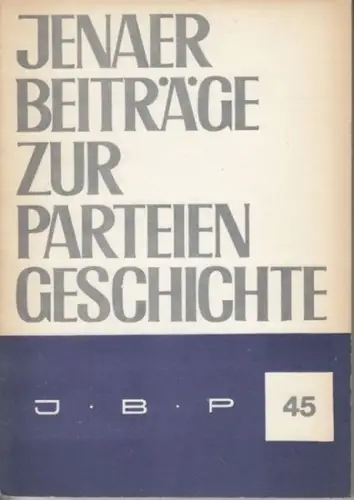 JENAER
BEITRÄGE
ZUR
PARTEIEN
GESCHICHTE
J · B · P 45